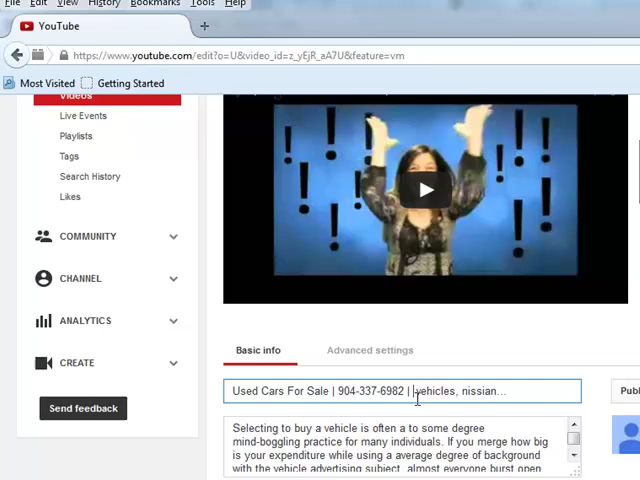 File Edit View History Bookmarks Tools Help
YouTube
https://www.youtube.com/edit?o=U&video_id=z_yEjR_aA7U&feature=vm
Most Visited Getting Started
Videos
Live Events
Playlists
Tags
Search History
Likes
COMMUNITY
CHANNEL
ANALYTICS
CREATE
Send feedback
Basic info Advanced settings
Used Cars For Sale | 904-337-6982 | vehicles, nissian...
Publ
Selecting to buy a vehicle is often a to some degree
mind-boggling practice for many individuals. If you merge how big
is your expenditure while using a average degree of background
with the vehicle advertising subject, almost everyone burst open